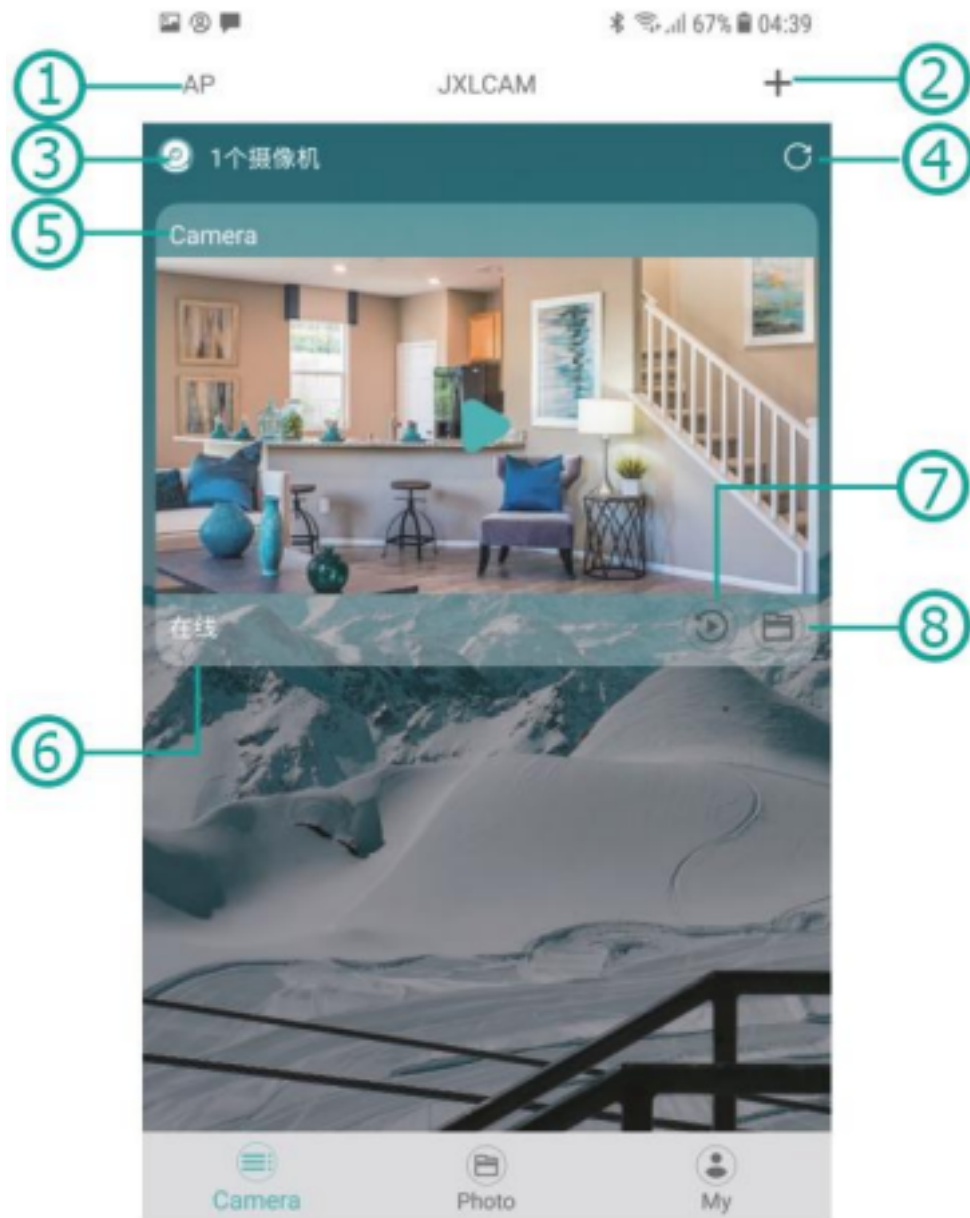 67% 04:39
① AP JXLCAM + ②
③ 1个摄像机 ④
⑤ Camera
⑦
在线 ⑧
⑥
Camera Photo My